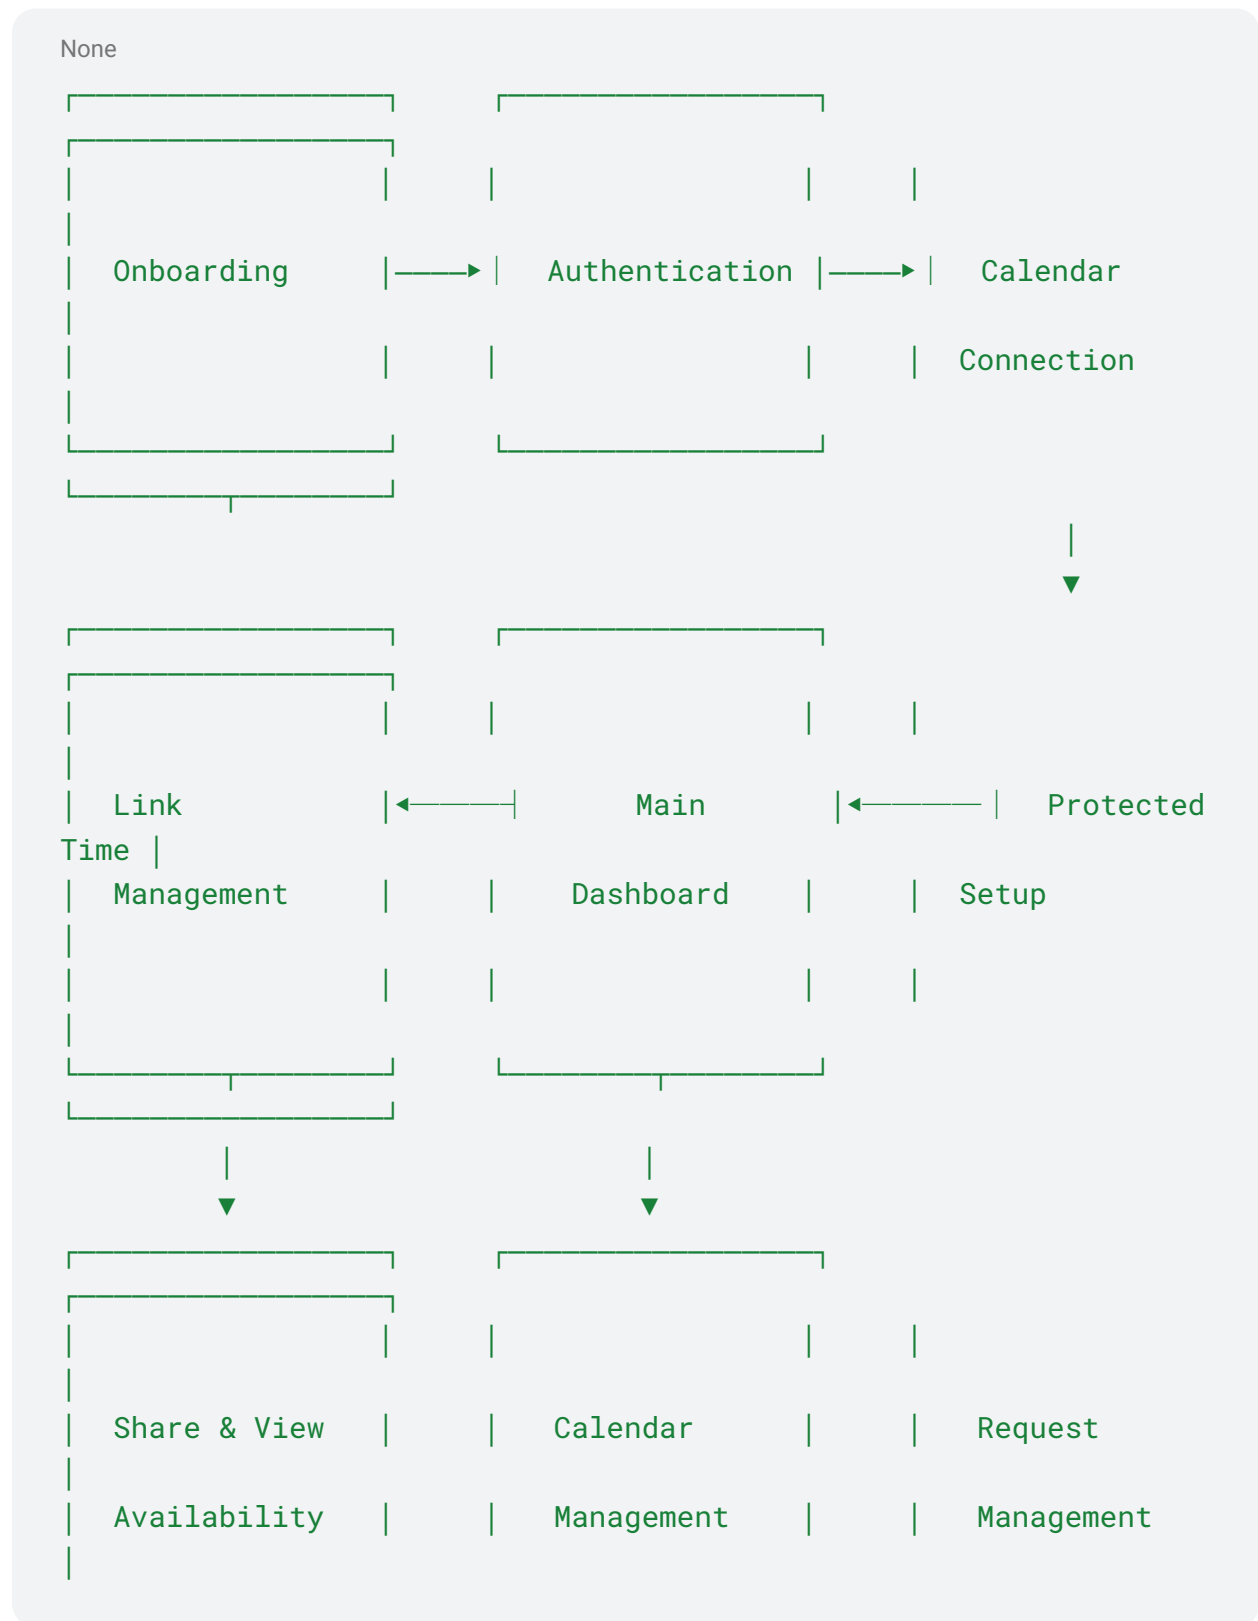 None
┌─────────────────┐     ┌─────────────────┐
┌─────────────────┐
│                 │     │                 │     │
│
│  Onboarding     │────▶│  Authentication │────▶│  Calendar
│
│                 │     │                 │     │  Connection
│
└─────────────────┘     └─────────────────┘
└────────┬────────┘
                                                         │
                                                         ▼
┌─────────────────┐     ┌─────────────────┐
┌─────────────────┐
│                 │     │                 │     │
│
│  Link           │◀────┤      Main       │◀────│  Protected
Time │
│  Management     │     │    Dashboard    │     │  Setup
│
│                 │     │                 │     │
│
└────────┬────────┘     └────────┬────────┘
└─────────────────┘
         │                       │
         ▼                       ▼
┌─────────────────┐     ┌─────────────────┐
┌─────────────────┐
│                 │     │                 │     │
│
│  Share & View   │     │   Calendar      │     │   Request
│
│  Availability   │     │   Management    │     │   Management
│